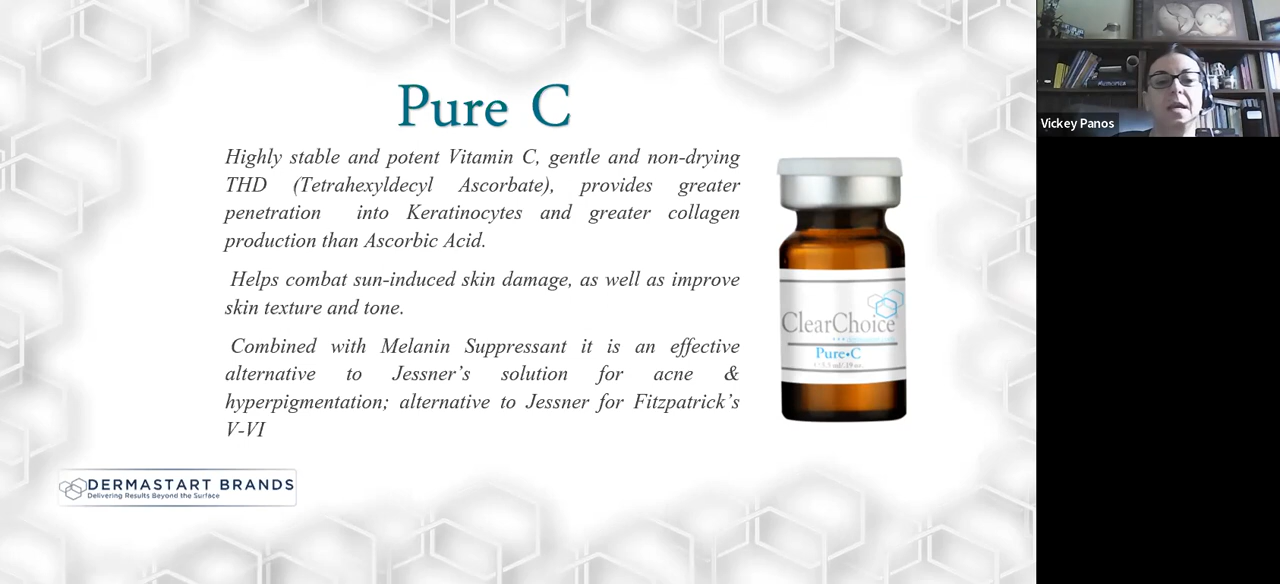 Pure C
Highly stable and potent Vitamin C, gentle and non-drying
THD (Tetrahexyldecyl Ascorbate), provides greater
penetration into Keratinocytes and greater collagen
production than Ascorbic Acid.
Helps combat sun-induced skin damage, as well as improve
skin texture and tone.
Combined with Melanin Suppressant it is an effective
alternative to Jessner’s solution for acne &
hyperpigmentation; alternative to Jessner for Fitzpatrick’s
V-VI
ClearChoice
Pure•C
DERMASTART BRANDS
Delivering Results Beyond the Surface
Vickey Panos